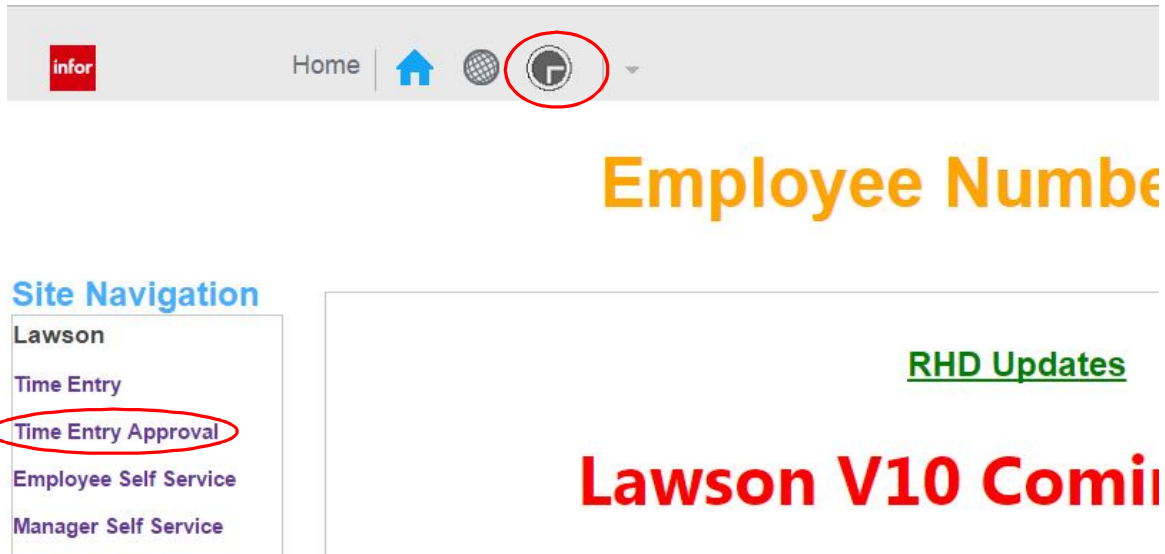 infor
Home
Employee Numbe
Site Navigation
Lawson
Time Entry
Time Entry Approval
Employee Self Service
Manager Self Service
RHD Updates
Lawson V10 Comin